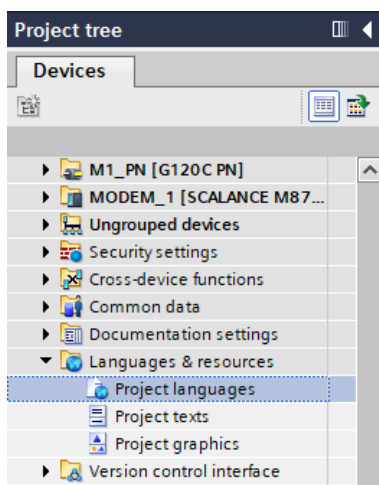 Project tree
Devices
M1_PN [G120C PN]
MODEM_1 [SCALANCE M87...
Ungrouped devices
Security settings
Cross-device functions
Common data
Documentation settings
Languages & resources
Project languages
Project texts
Project graphics
Version control interface